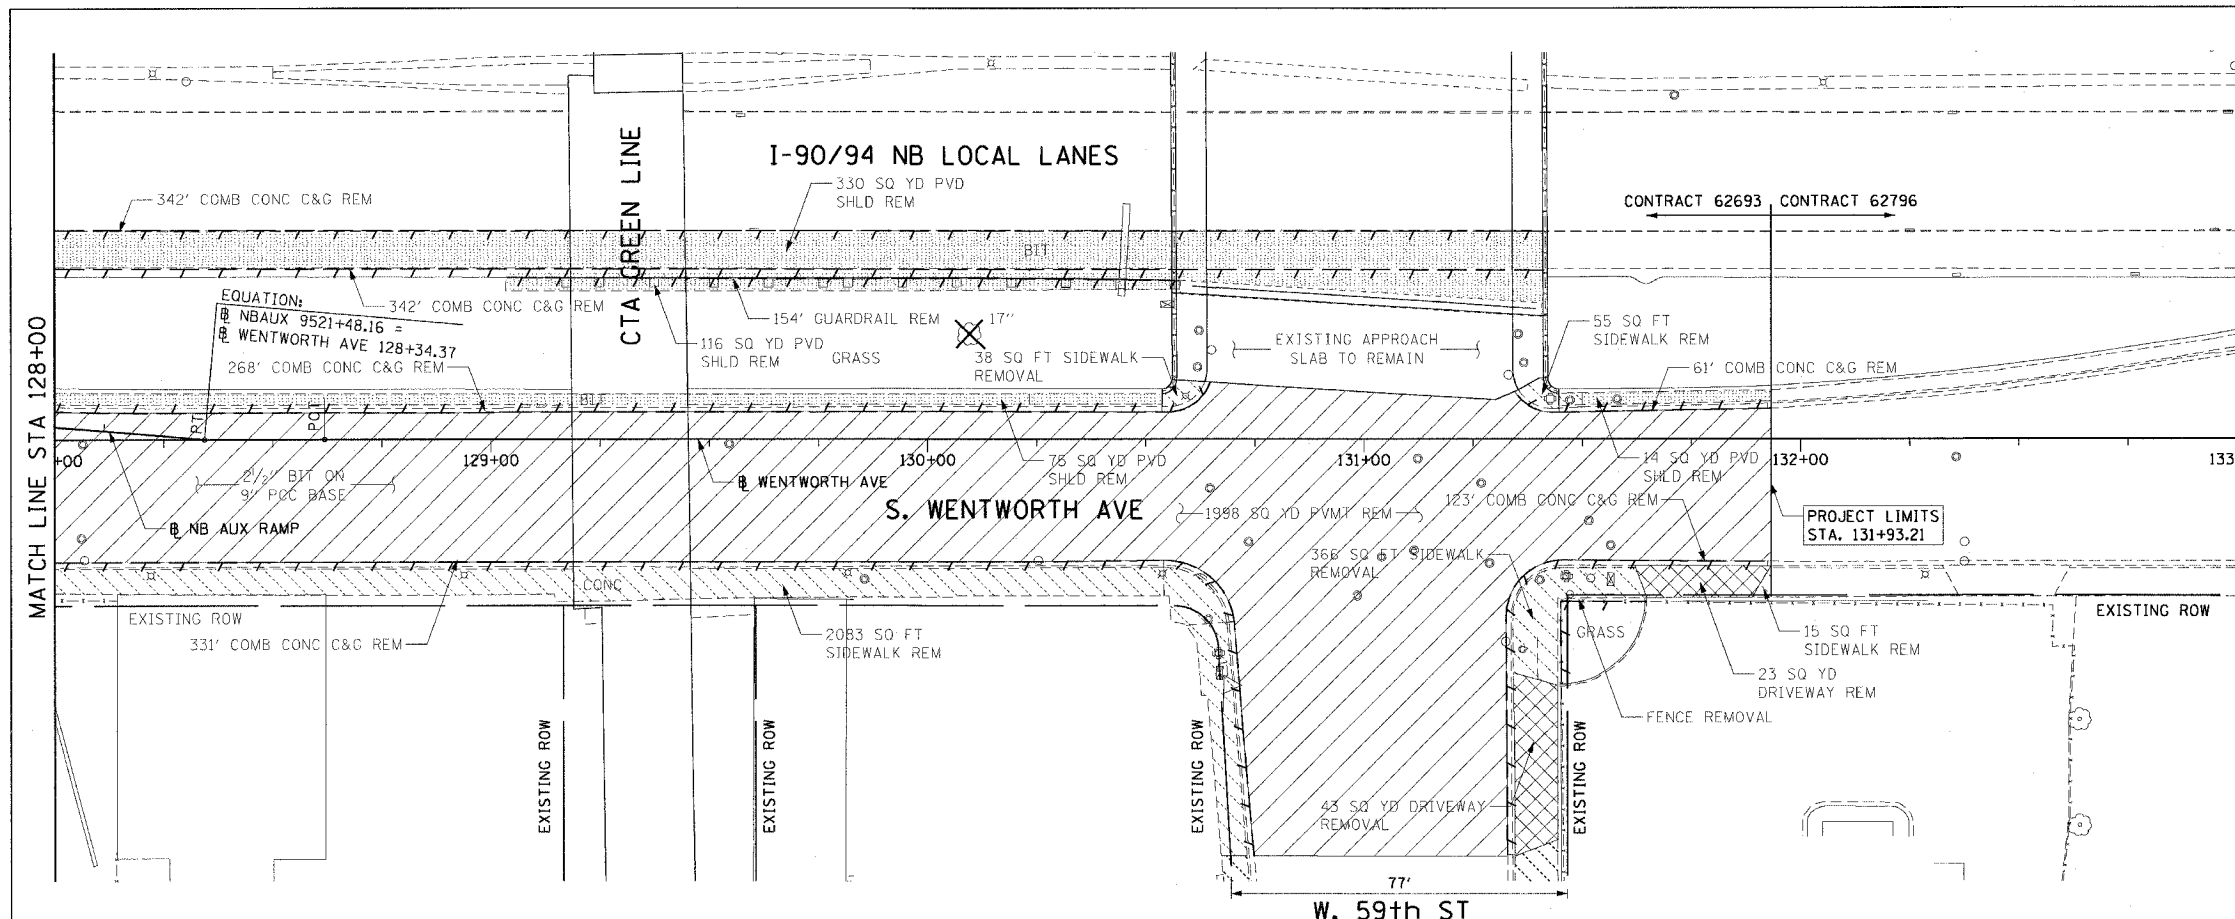 I-90/94 NB LOCAL LANES
330 SQ YD PVD
SHLD REM
342' COMB CONC C&G REM
CONTRACT 62693
CONTRACT 62796
CTA GREEN LINE
BIT
342' COMB CONC C&G REM
EQUATION:
℄ NBAUX 9521+48.16 =
℄ WENTWORTH AVE 128+34.37
154' GUARDRAIL REM
17"
116 SQ YD PVD
SHLD REM
GRASS
38 SQ FT SIDEWALK
REMOVAL
EXISTING APPROACH
SLAB TO REMAIN
55 SQ FT
SIDEWALK REM
268' COMB CONC C&G REM
61' COMB CONC C&G REM
MATCH LINE STA 128+00
BIT
PT
POT
+00
129+00
130+00
131+00
132+00
133
2½" BIT ON
9" PCC BASE
℄ WENTWORTH AVE
75 SQ YD PVD
SHLD REM
14 SQ YD PVD
SHLD REM
℄ NB AUX RAMP
S. WENTWORTH AVE
1998 SQ YD PVMT REM
123' COMB CONC C&G REM
PROJECT LIMITS
STA. 131+93.21
366 SQ FT SIDEWALK
REMOVAL
CONC
EXISTING ROW
331' COMB CONC C&G REM
2083 SQ FT
SIDEWALK REM
GRASS
15 SQ FT
SIDEWALK REM
EXISTING ROW
23 SQ YD
DRIVEWAY REM
FENCE REMOVAL
EXISTING ROW
EXISTING ROW
EXISTING ROW
EXISTING ROW
43 SQ YD DRIVEWAY
REMOVAL
77'
W. 59th ST